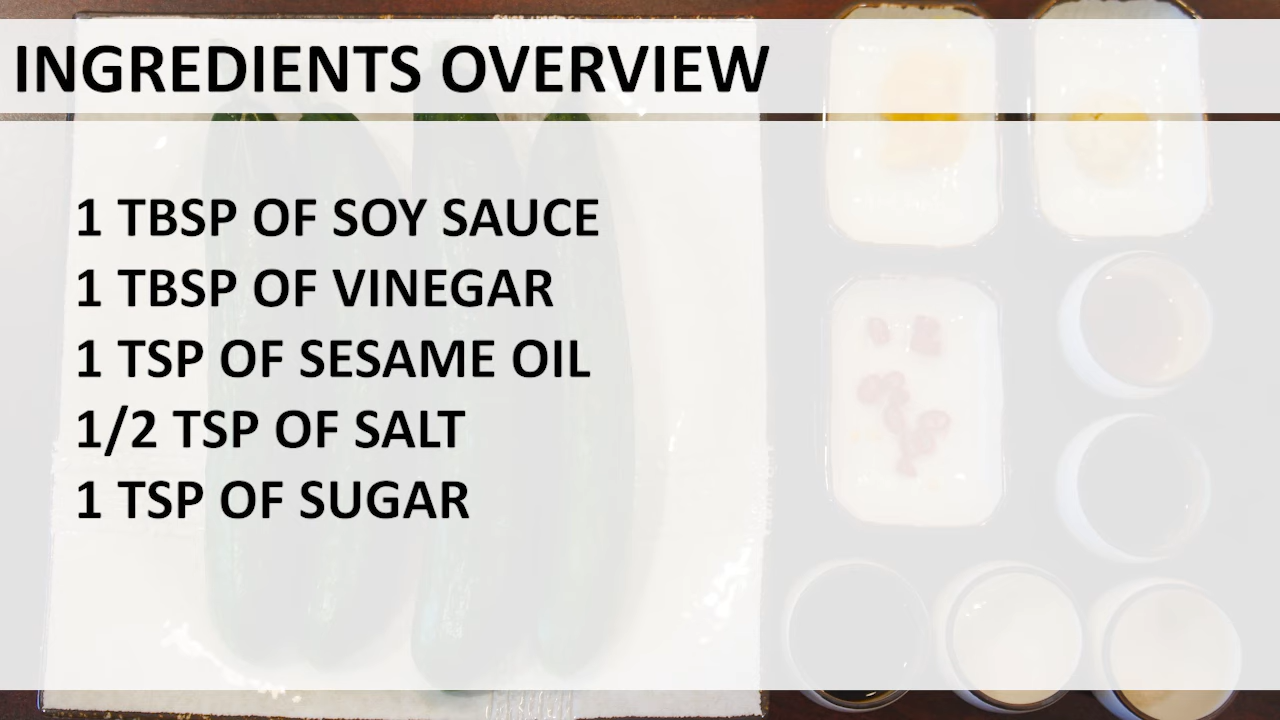 INGREDIENTS OVERVIEW
1 TBSP OF SOY SAUCE
1 TBSP OF VINEGAR
1 TSP OF SESAME OIL
1/2 TSP OF SALT
1 TSP OF SUGAR